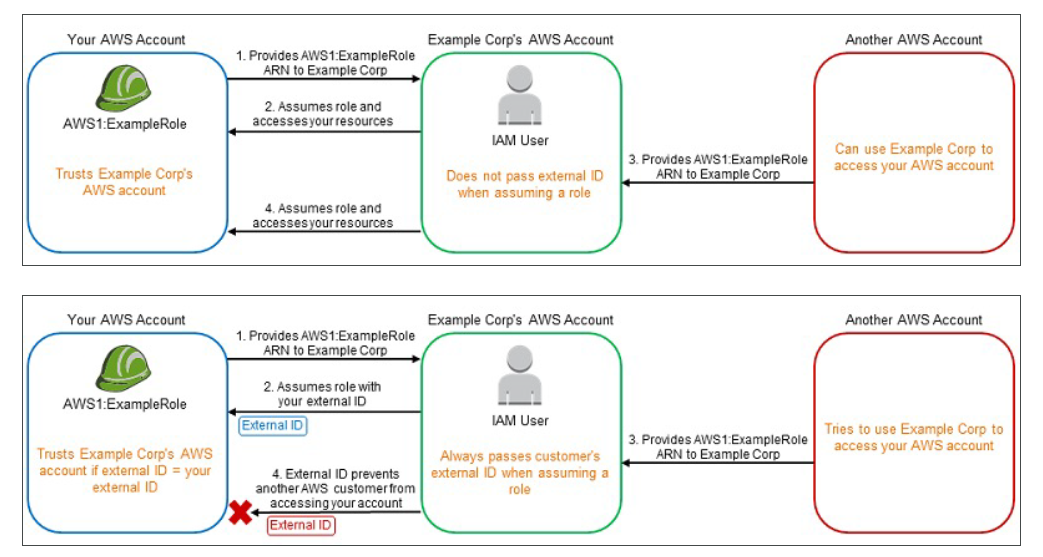 Your AWS Account
Example Corp's AWS Account
Another AWS Account
1. Provides AWS1:ExampleRole
ARN to Example Corp
AWS1:ExampleRole
2. Assumes role and
accesses your resources
IAM User
Trusts Example Corp's
AWS account
Does not pass external ID
when assuming a role
3. Provides AWS1:ExampleRole
ARN to Example Corp
Can use Example Corp to
access your AWS account
4. Assumes role and
accesses your resources
Your AWS Account
Example Corp's AWS Account
Another AWS Account
1. Provides AWS1:ExampleRole
ARN to Example Corp
AWS1:ExampleRole
2. Assumes role with
your external ID
External ID
IAM User
Trusts Example Corp's AWS
account if external ID = your
external ID
Always passes customer's
external ID when assuming a
role
3. Provides AWS1:ExampleRole
ARN to Example Corp
Tries to use Example Corp to
access your AWS account
4. External ID prevents
another AWS customer from
accessing your account
External ID